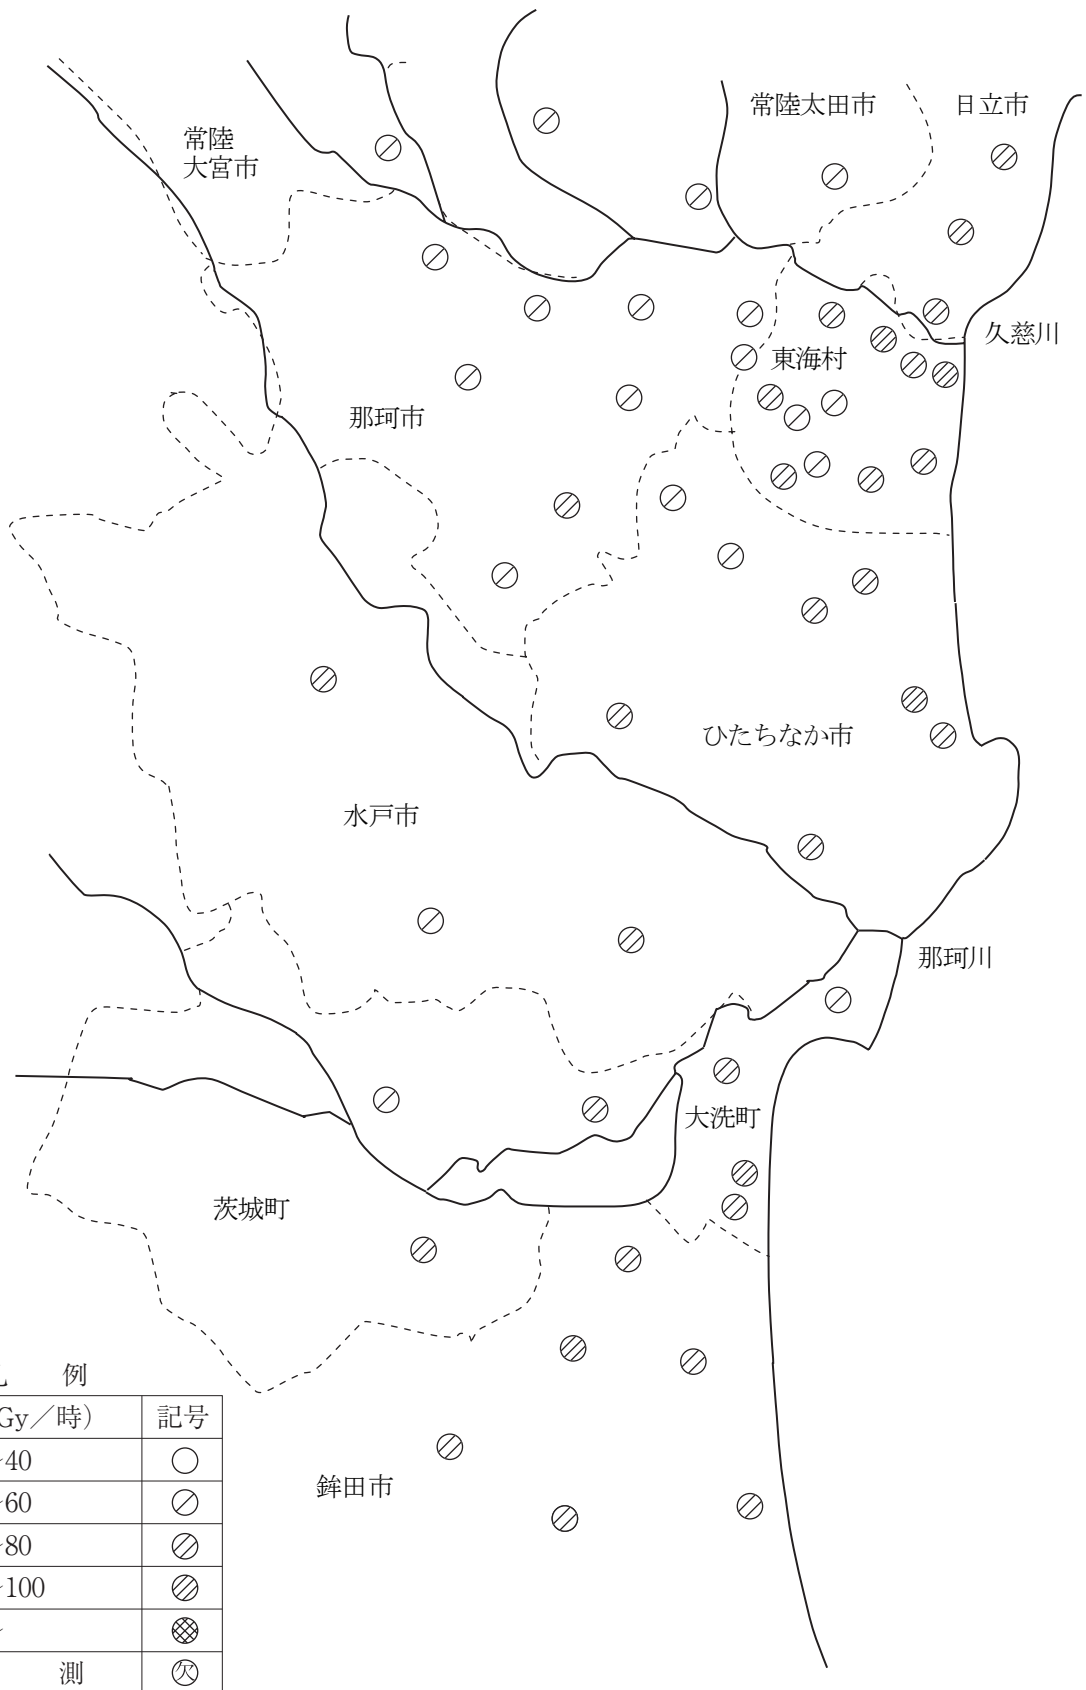 常陸太田市
日立市
常陸
大宮市
久慈川
東海村
那珂市
ひたちなか市
水戸市
那珂川
大洗町
茨城町
例
Gy／時）
記号
40
60
80
100
～
測
欠
鉾田市